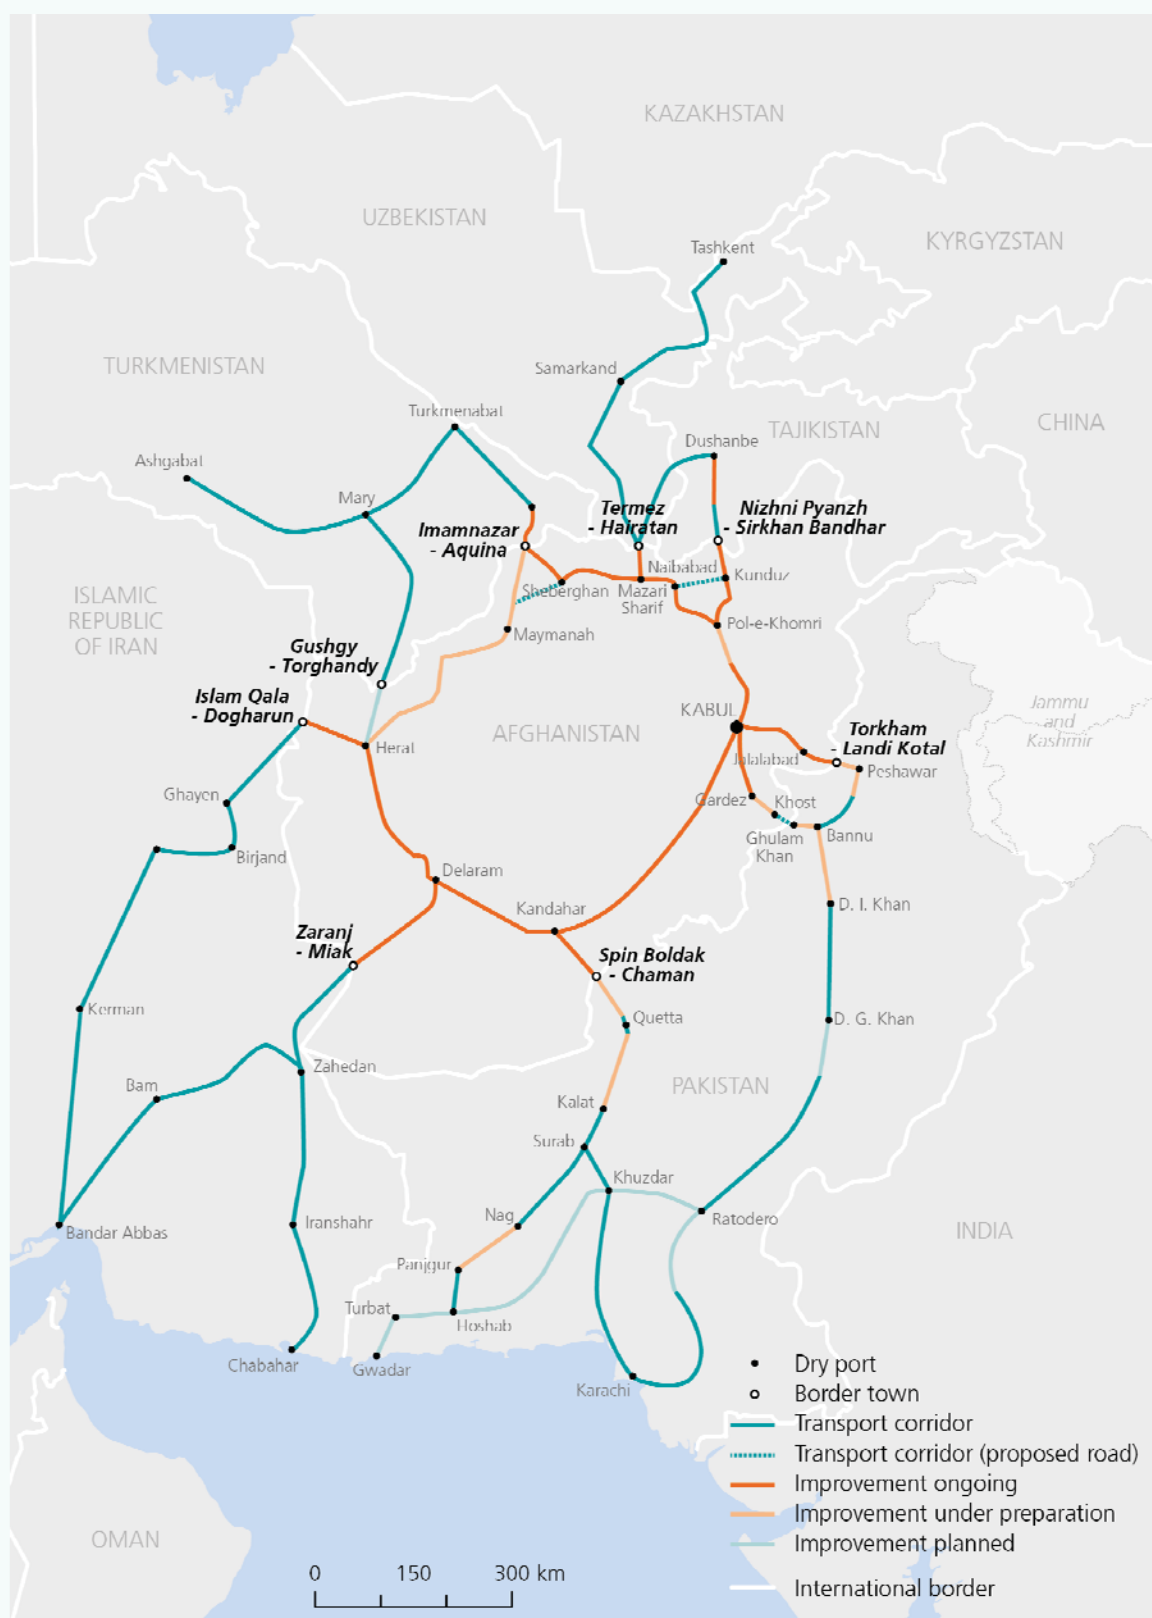 KAZAKHSTAN
UZBEKISTAN
KYRGYZSTAN
Tashkent
TURKMENISTAN
Samarkand
Turkmenabat
CHINA
TAJIKISTAN
Dushanbe
Ashgabat
Mary
Imamnazar
- Aquina
Termez
- Hairatan
Nizhni Pyanzh
- Sirkhan Bandhar
Naibabad
Kunduz
Sheberghan
Mazari
Sharif
ISLAMIC
REPUBLIC
OF IRAN
Maymanah
Pol-e-Khomri
Gushgy
- Torghandy
Islam Qala
- Dogharun
KABUL
AFGHANISTAN
Jammu
and
Kashmir
Herat
Torkham
- Landi Kotal
Jalalabad
Peshawar
Ghayen
Gardez
Khost
Ghulam
Khan
Bannu
Birjand
Delaram
D. I. Khan
Kandahar
Zaranj
- Miak
Spin Boldak
- Chaman
Kerman
Quetta
D. G. Khan
Zahedan
Bam
PAKISTAN
Kalat
Surab
Khuzdar
Nag
Ratodero
Iranshahr
Bandar Abbas
INDIA
Panjgur
Turbat
Hoshab
Chabahar
Gwadar
Karachi
OMAN
Dry port
Border town
Transport corridor
Transport corridor (proposed road)
Improvement ongoing
Improvement under preparation
Improvement planned
International border
0 150 300 km